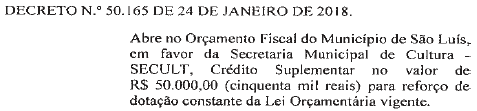 DECRETO N.º 50.165 DE 24 DE JANEIRO DE 2018.
Abre no Orçamento Fiscal do Município de São Luís,
em favor da Secretaria Municipal de Cultura -
SECULT, Crédito Suplementar no valor de
R$ 50.000,00 (cinquenta mil reais) para reforço de
dotação constante da Lei Orçamentária vigente.